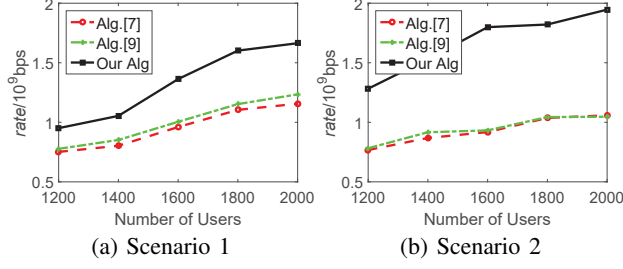 2
1.5
1
0.5
rate/10^9bps
Alg.[7]
Alg.[9]
Our Alg
1200 1400 1600 1800 2000
Number of Users
(a) Scenario 1
2
1.5
1
0.5
rate/10^9bps
Alg.[7]
Alg.[9]
Our Alg
1200 1400 1600 1800 2000
Number of Users
(b) Scenario 2